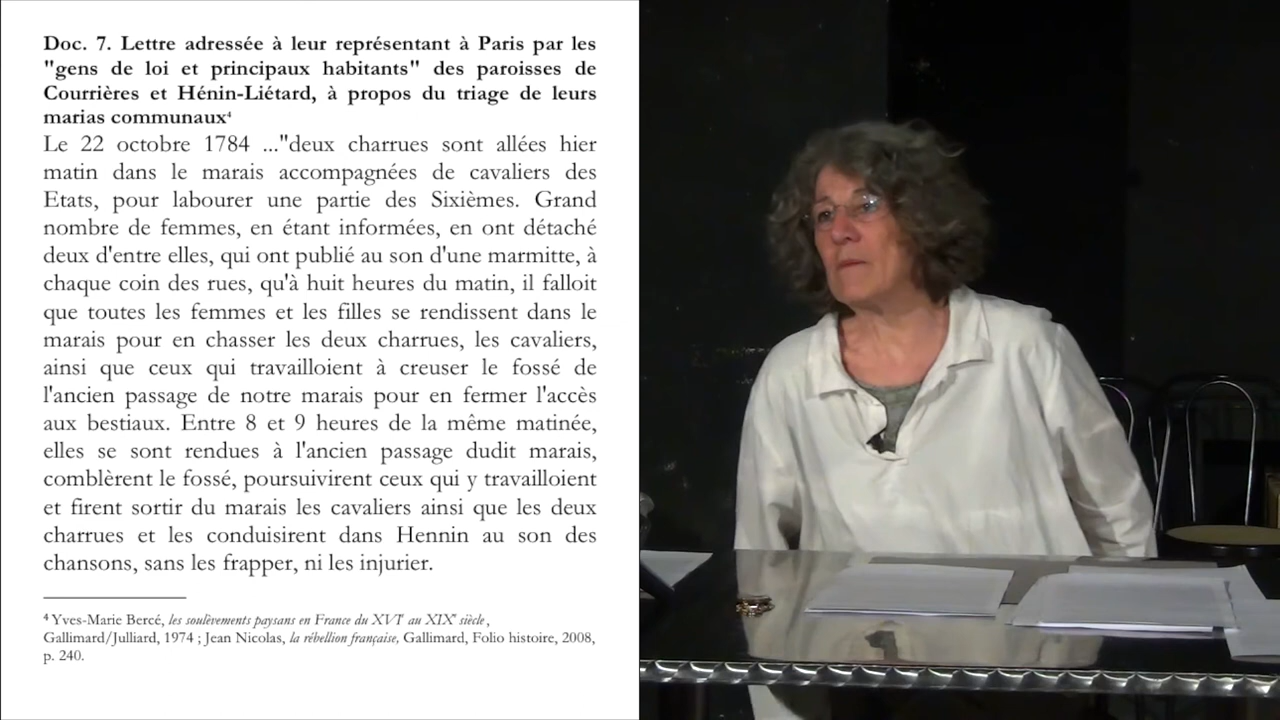 Doc. 7. Lettre adressée à leur représentant à Paris par les
"gens de loi et principaux habitants" des paroisses de
Courrières et Hénin-Liétard, à propos du triage de leurs
marias communaux⁴
Le 22 octobre 1784 ..."deux charrues sont allées hier
matin dans le marais accompagnées de cavaliers des
Etats, pour labourer une partie des Sixièmes. Grand
nombre de femmes, en étant informées, en ont détaché
deux d'entre elles, qui ont publié au son d'une marmitte, à
chaque coin des rues, qu'à huit heures du matin, il falloit
que toutes les femmes et les filles se rendissent dans le
marais pour en chasser les deux charrues, les cavaliers,
ainsi que ceux qui travailloient à creuser le fossé de
l'ancien passage de notre marais pour en fermer l'accès
aux bestiaux. Entre 8 et 9 heures de la même matinée,
elles se sont rendues à l'ancien passage dudit marais,
comblèrent le fossé, poursuivirent ceux qui y travailloient
et firent sortir du marais les cavaliers ainsi que les deux
charrues et les conduisirent dans Hennin au son des
chansons, sans les frapper, ni les injurier.
⁴ Yves-Marie Bercé, les soulèvements paysans en France du XVIᵉ au XIXᵉ siècle,
Gallimard/Julliard, 1974 ; Jean Nicolas, la rébellion française, Gallimard, Folio histoire, 2008,
p. 240.